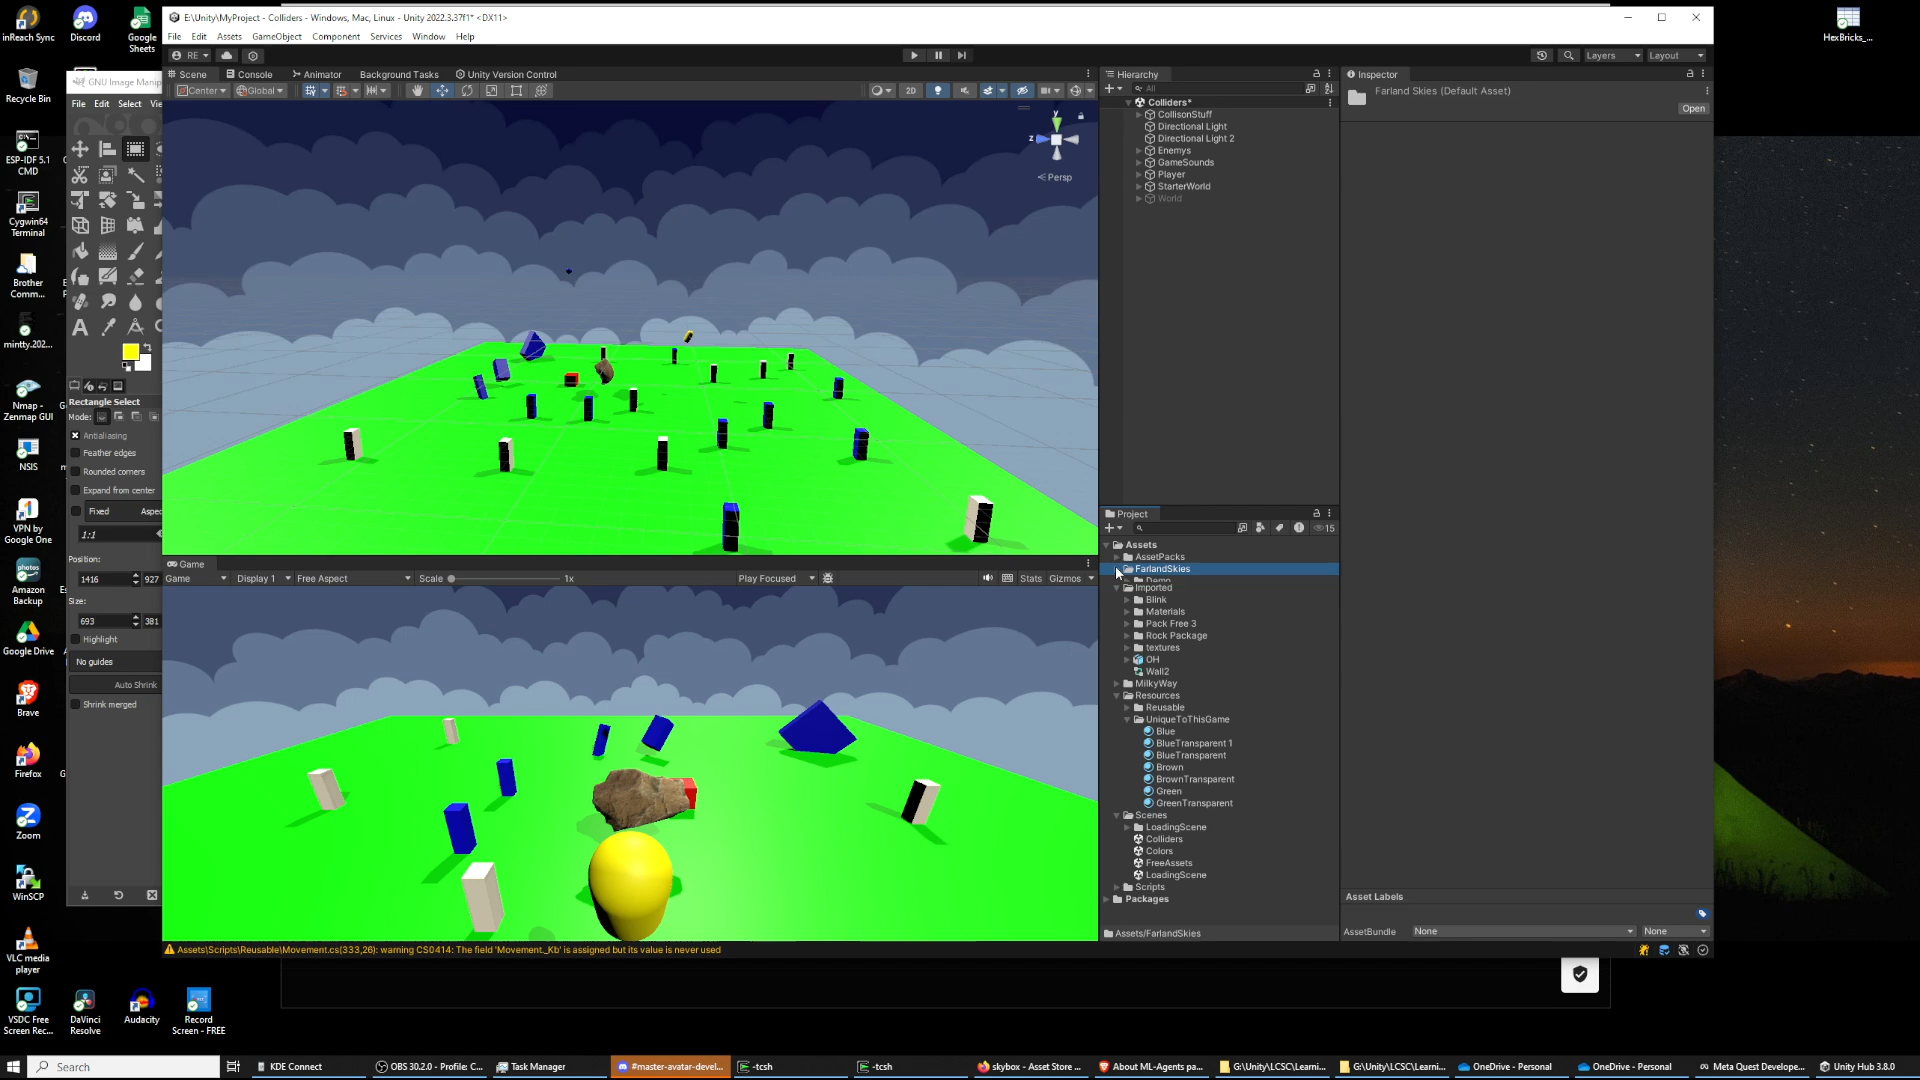 inReach Sync
Discord
Google Sheets
Recycle Bin
ESP-IDF 5.1 CMD
Cygwin64 Terminal
Brother Comm...
mintty.202...
Nmap - Zenmap GUI
NSIS
VPN by Google One
Amazon Backup
Google Drive
Brave
Firefox
Zoom
WinSCP
VLC media player
VSDC Free Screen Rec...
DaVinci Resolve
Audacity
Record Screen - FREE
HexBricks_...
GNU Image Manip
File Edit Select Vie
Rectangle Select
Mode:
Antialiasing
Feather edges
Rounded corners
Expand from center
Fixed Aspec
1:1
Position:
1416 927
Size:
693 381
Highlight
No guides
Auto Shrink
Shrink merged
E:\Unity\MyProject - Colliders - Windows, Mac, Linux - Unity 2022.3.37f1* <DX11>
File Edit Assets GameObject Component Services Window Help
RE
Layers Layout
Scene Console Animator Background Tasks Unity Version Control
Center Global 2D
y
z
Persp
Game
Game Display 1 Free Aspect Scale 1x Play Focused Stats Gizmos
Assets\Scripts\Reusable\Movement.cs(333,26): warning CS0414: The field 'Movement._Kb' is assigned but its value is never used
Hierarchy
All
Colliders*
CollisonStuff
Directional Light
Directional Light 2
Enemys
GameSounds
Player
StarterWorld
World
Project
15
Assets
AssetPacks
FarlandSkies
Demo
Imported
Blink
Materials
Pack Free 3
Rock Package
textures
OH
Wall2
MilkyWay
Resources
Reusable
UniqueToThisGame
Blue
BlueTransparent 1
BlueTransparent
Brown
BrownTransparent
Green
GreenTransparent
Scenes
LoadingScene
Colliders
Colors
FreeAssets
LoadingScene
Scripts
Packages
Assets/FarlandSkies
Inspector
Farland Skies (Default Asset)
Open
Asset Labels
AssetBundle None None
Search
KDE Connect
OBS 30.2.0 - Profile: C...
Task Manager
#master-avatar-devel...
-tcsh
-tcsh
skybox - Asset Store ...
About ML-Agents pa...
G:\Unity\LCSC\Learni...
G:\Unity\LCSC\Learni...
OneDrive - Personal
OneDrive - Personal
Meta Quest Develope...
Unity Hub 3.8.0